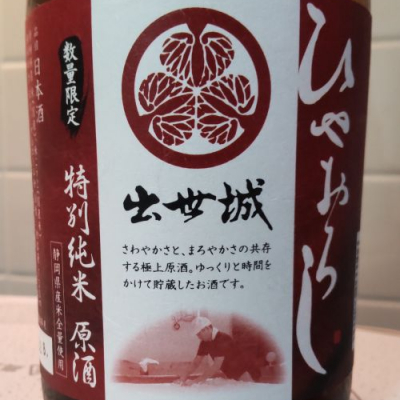 ひやおろし
出世城
さわやかさと、まろやかさの共存
する極上原酒。ゆっくりと時間を
かけて貯蔵したお酒です。
数量限定
特別純米 原酒
静岡県産米全量使用
日本酒